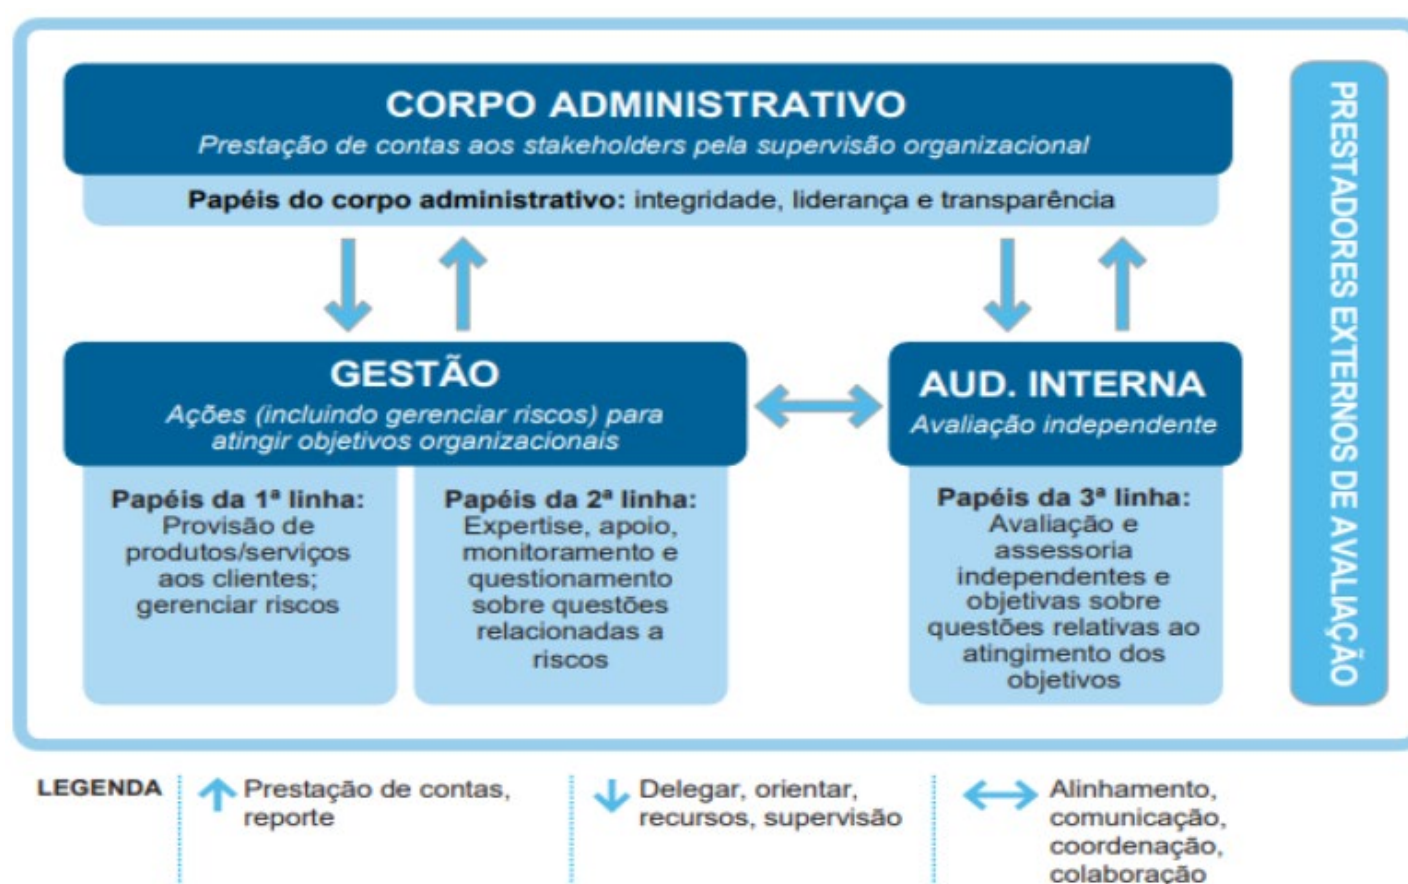 CORPO ADMINISTRATIVO
Prestação de contas aos stakeholders pela supervisão organizacional
Papéis do corpo administrativo: integridade, liderança e transparência
GESTÃO
Ações (incluindo gerenciar riscos) para
atingir objetivos organizacionais
Papéis da 1ª linha:
Provisão de
produtos/serviços
aos clientes;
gerenciar riscos
Papéis da 2ª linha:
Expertise, apoio,
monitoramento e
questionamento
sobre questões
relacionadas a
riscos
AUD. INTERNA
Avaliação independente
Papéis da 3ª linha:
Avaliação e
assessoria
independentes e
objetivas sobre
questões relativas ao
atingimento dos
objetivos
PRESTADORES EXTERNOS DE AVALIAÇÃO
LEGENDA
Prestação de contas,
reporte
Delegar, orientar,
recursos, supervisão
Alinhamento,
comunicação,
coordenação,
colaboração